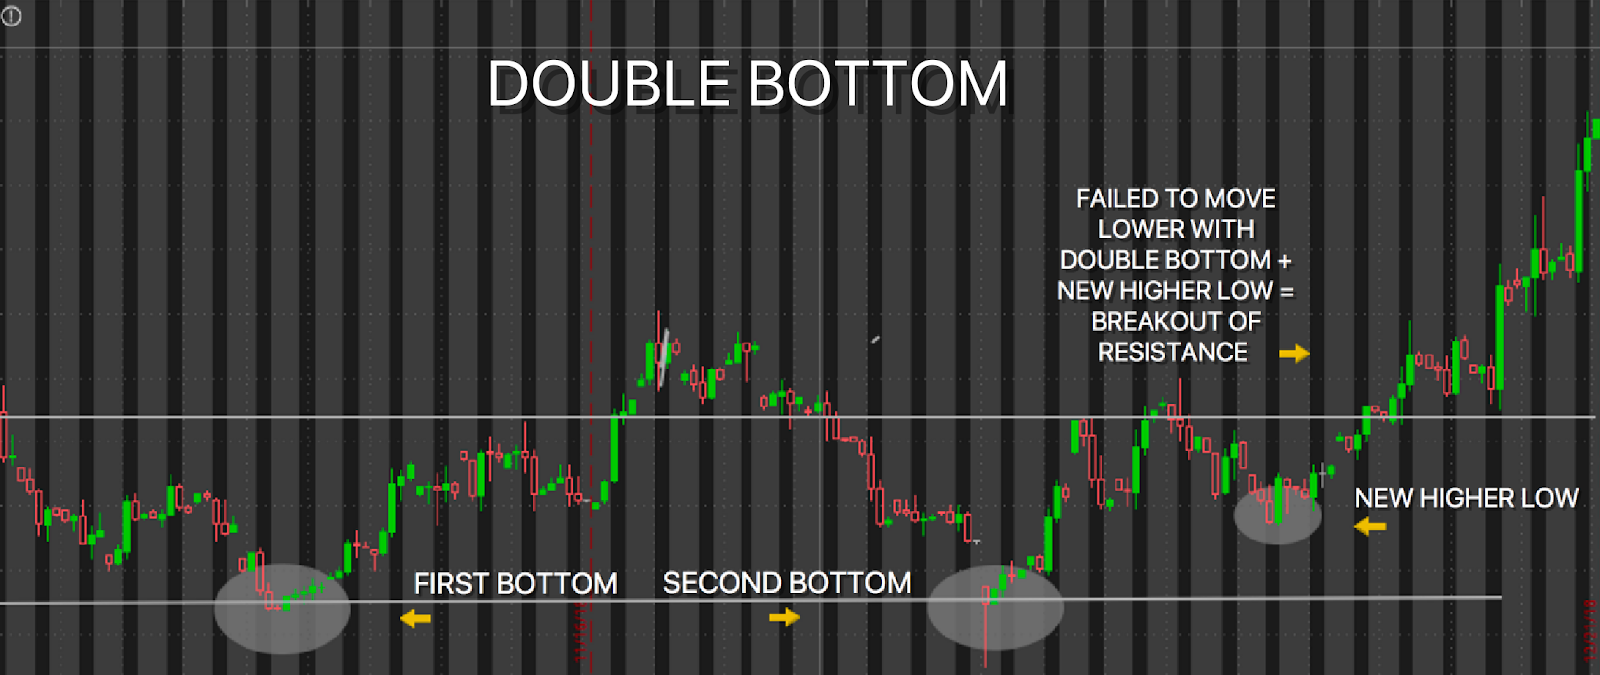 DOUBLE BOTTOM
FAILED TO MOVE
LOWER WITH
DOUBLE BOTTOM +
NEW HIGHER LOW =
BREAKOUT OF
RESISTANCE
NEW HIGHER LOW
FIRST BOTTOM
SECOND BOTTOM